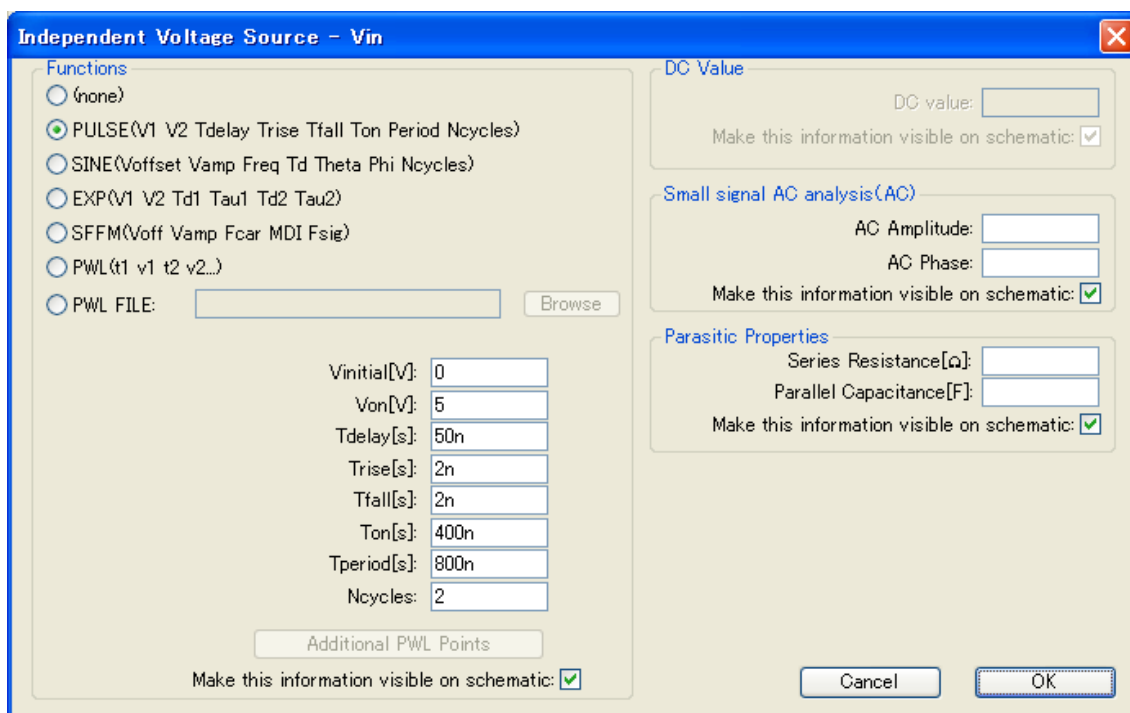 Independent Voltage Source - Vin
Functions
(none)
PULSE(V1 V2 Tdelay Trise Tfall Ton Period Ncycles)
SINE(Voffset Vamp Freq Td Theta Phi Ncycles)
EXP(V1 V2 Td1 Tau1 Td2 Tau2)
SFFM(Voff Vamp Fcar MDI Fsig)
PWL(t1 v1 t2 v2...)
PWL FILE: Browse
Vinitial[V]: 0
Von[V]: 5
Tdelay[s]: 50n
Trise[s]: 2n
Tfall[s]: 2n
Ton[s]: 400n
Tperiod[s]: 800n
Ncycles: 2
Additional PWL Points
Make this information visible on schematic:
DC Value
DC value:
Make this information visible on schematic:
Small signal AC analysis(AC)
AC Amplitude:
AC Phase:
Make this information visible on schematic:
Parasitic Properties
Series Resistance[Ω]:
Parallel Capacitance[F]:
Make this information visible on schematic:
Cancel OK